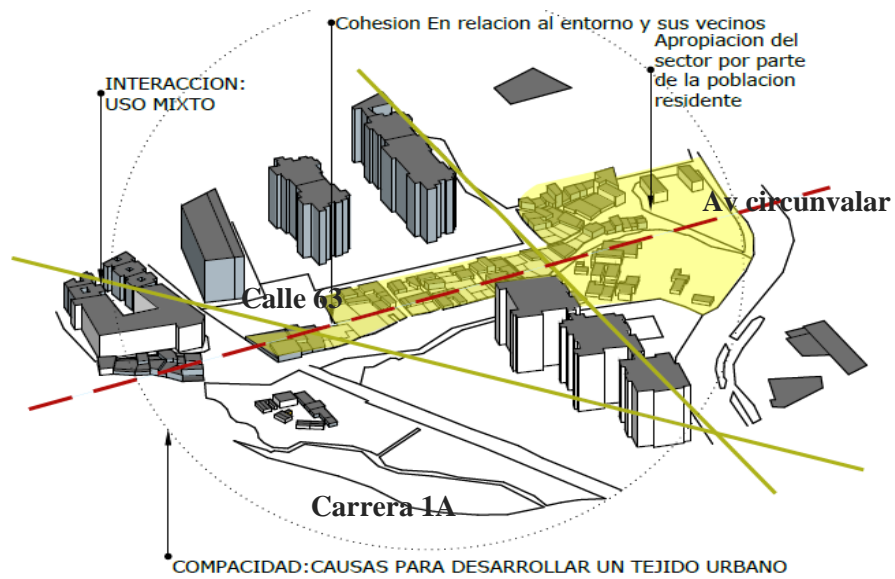 Cohesion En relacion al entorno y sus vecinos
Apropiacion del
sector por parte
de la poblacion
residente
INTERACCION:
USO MIXTO
Av circunvalar
Calle 63
Carrera 1A
COMPACIDAD:CAUSAS PARA DESARROLLAR UN TEJIDO URBANO